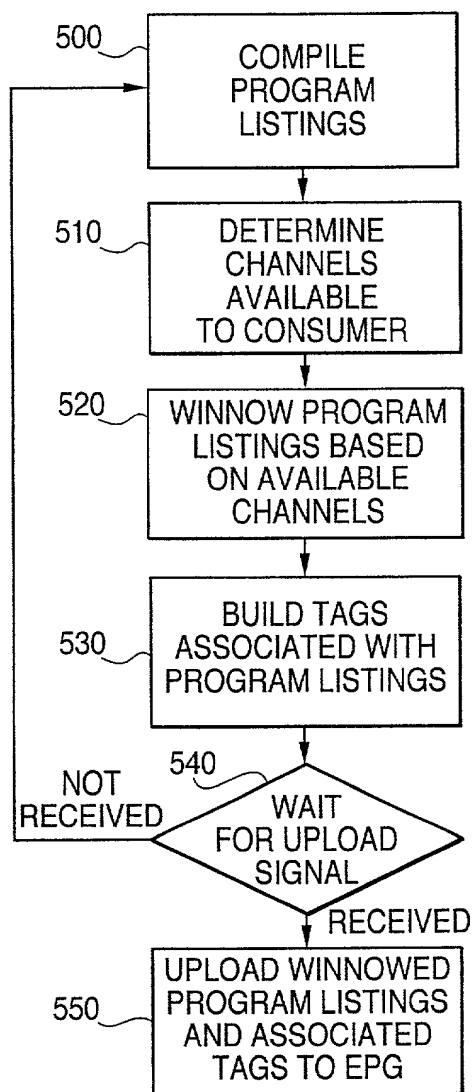 500
COMPILE
PROGRAM
LISTINGS
510
DETERMINE
CHANNELS
AVAILABLE
TO CONSUMER
520
WINNOW PROGRAM
LISTINGS BASED
ON AVAILABLE
CHANNELS
530
BUILD TAGS
ASSOCIATED WITH
PROGRAM LISTINGS
540
NOT
RECEIVED
WAIT
FOR UPLOAD
SIGNAL
RECEIVED
550
UPLOAD WINNOWED
PROGRAM LISTINGS
AND ASSOCIATED
TAGS TO EPG